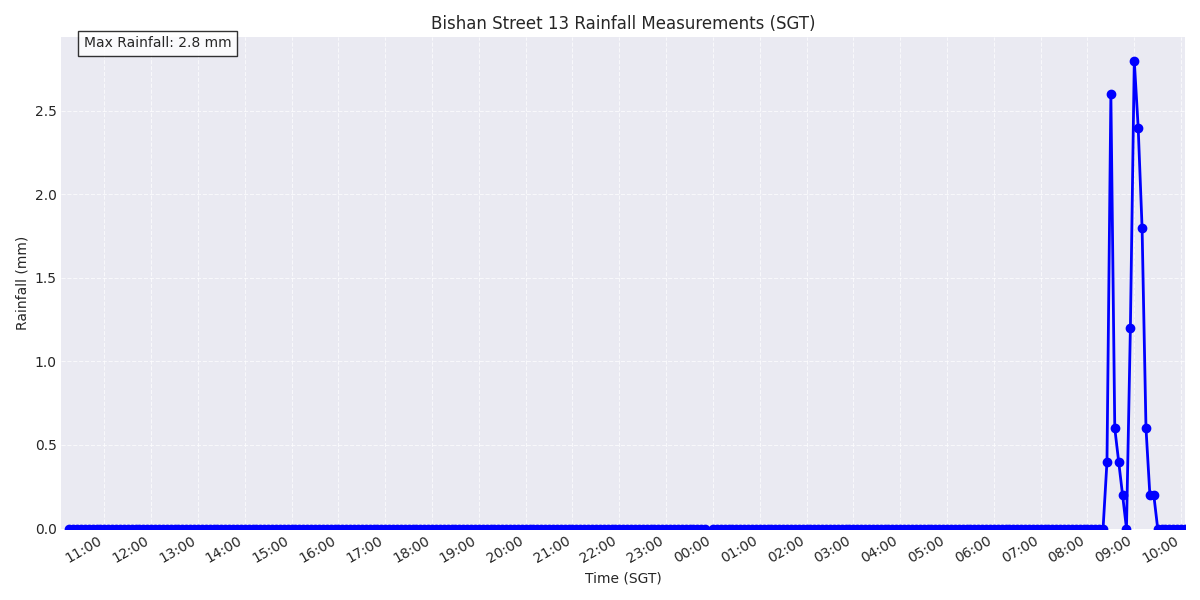 Bishan Street 13 Rainfall Measurements (SGT)
Max Rainfall: 2.8 mm
Rainfall (mm)
2.5
2.0
1.5
1.0
0.5
0.0
11:00 12:00 13:00 14:00 15:00 16:00 17:00 18:00 19:00 20:00 21:00 22:00 23:00 00:00 01:00 02:00 03:00 04:00 05:00 06:00 07:00 08:00 09:00 10:00
Time (SGT)